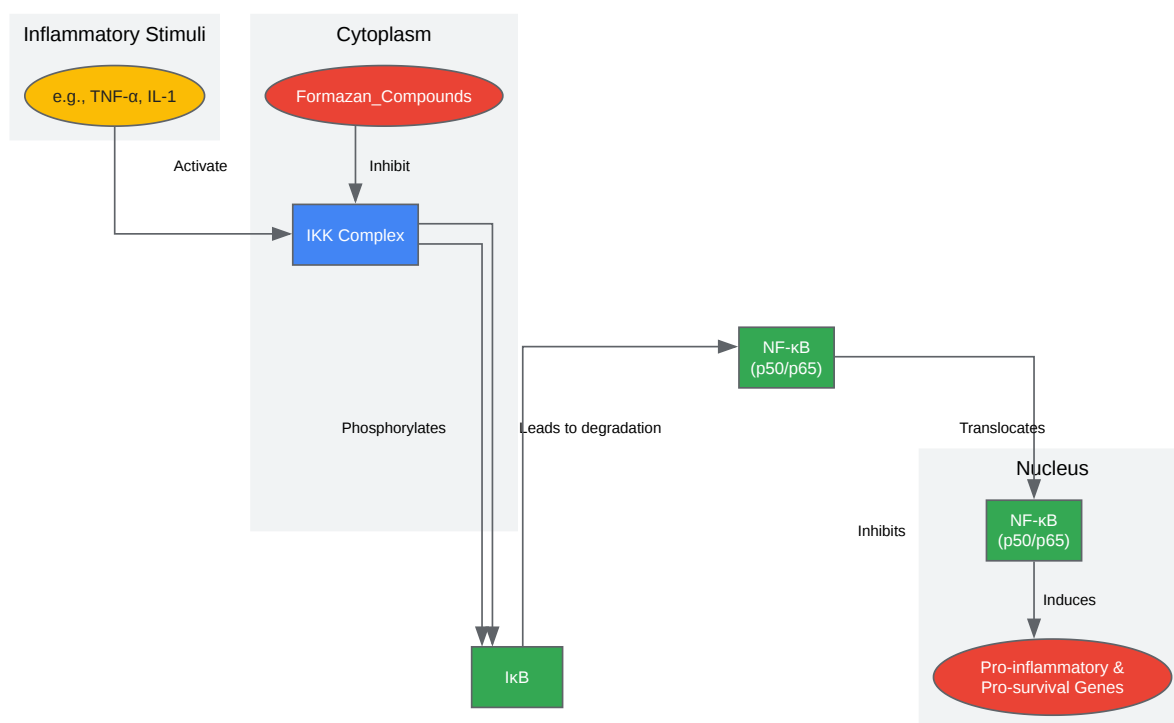 Inflammatory Stimuli
Cytoplasm
e.g., TNF-α, IL-1
Formazan_Compounds
Activate
Inhibit
IKK Complex
NF-κB
(p50/p65)
Phosphorylates
Leads to degradation
Translocates
Nucleus
NF-κB
(p50/p65)
Inhibits
Induces
IκB
Pro-inflammatory &
Pro-survival Genes